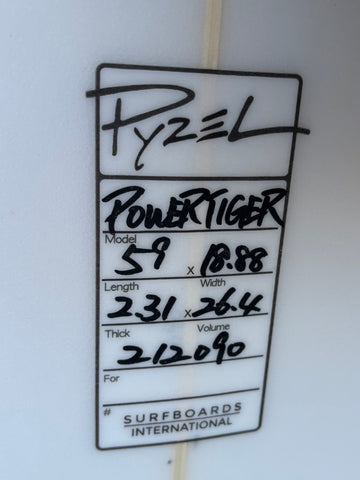 PYZEL
POWERTIGER
Model
5'9 x 18.88
Length Width
2.31 x 26.4
Thick Volume
212090
For
#
SURFBOARDS
INTERNATIONAL